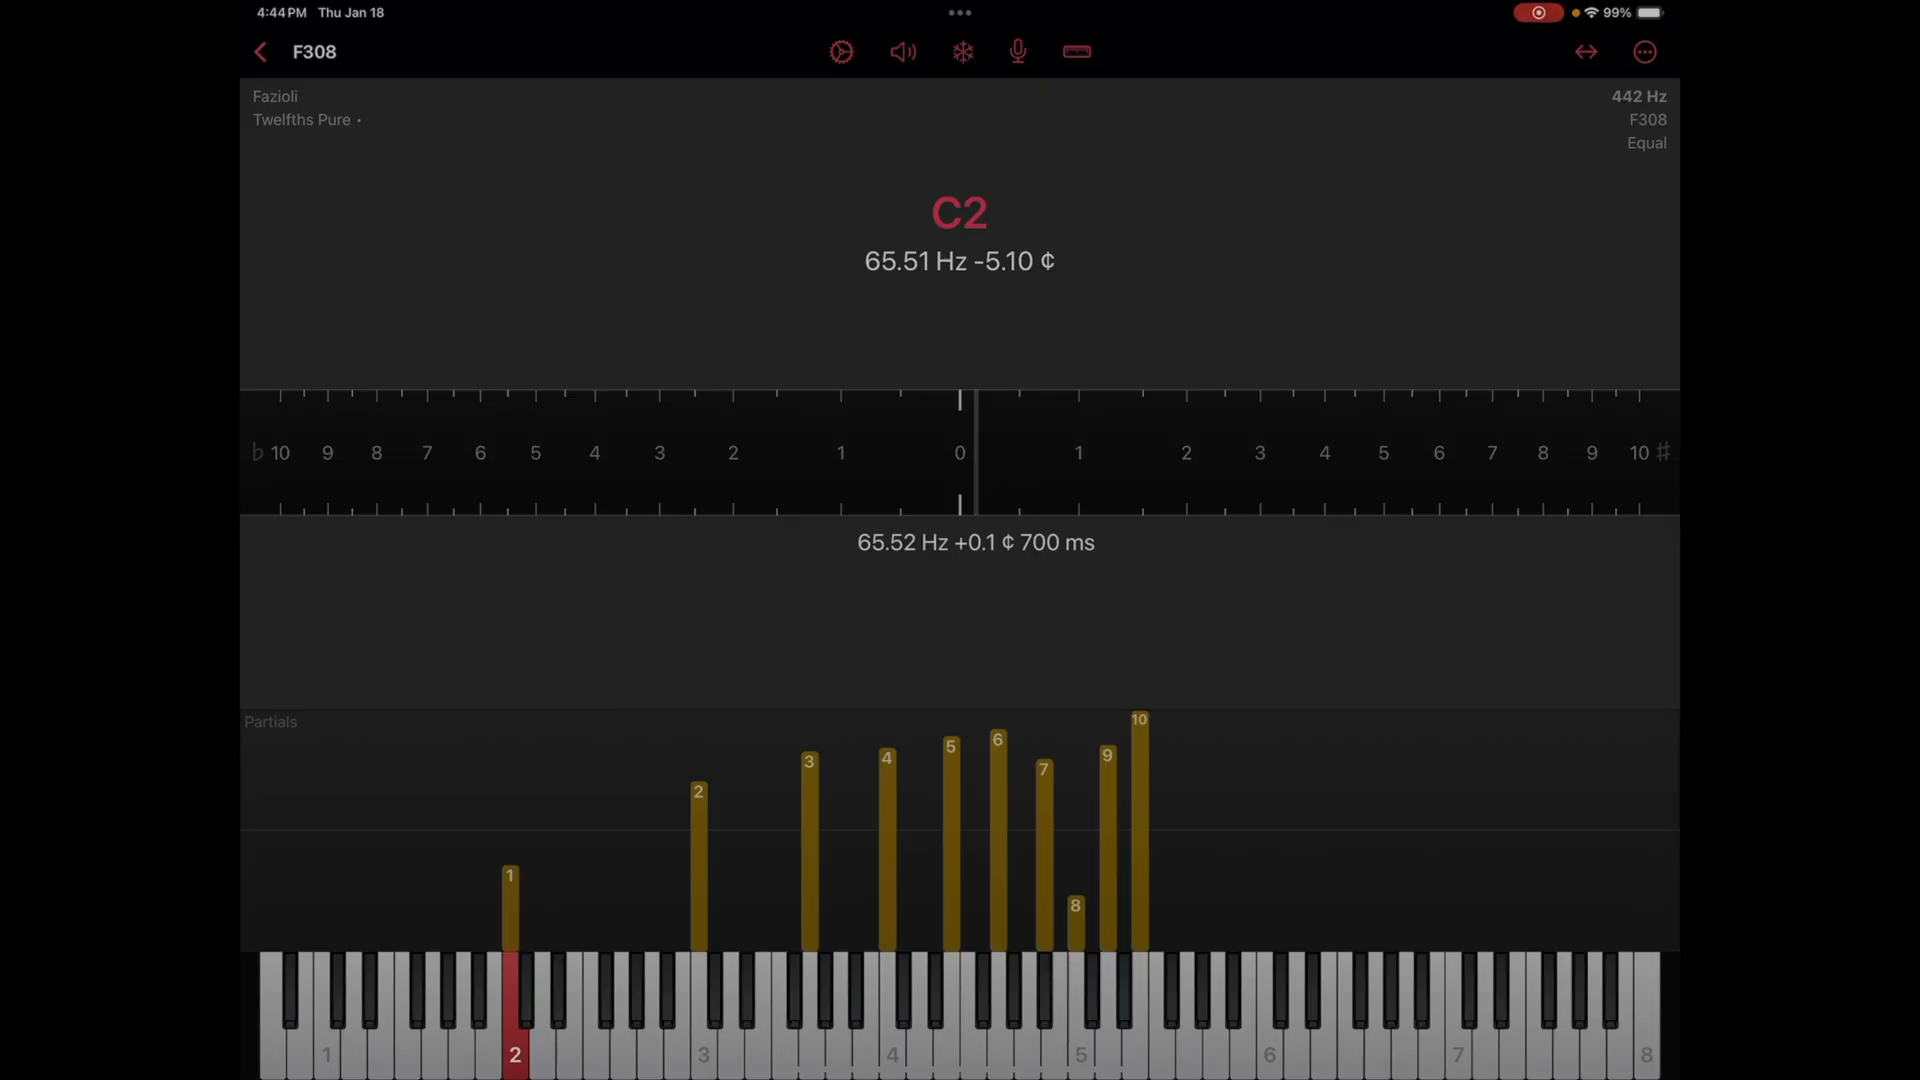 4:44 PM Thu Jan 18
99%
F308
Fazioli
Twelfths Pure •
442 Hz
F308
Equal
C2
65.51 Hz -5.10 ¢
♭ 10 9 8 7 6 5 4 3 2 1 0 1 2 3 4 5 6 7 8 9 10 ♯
65.52 Hz +0.1 ¢ 700 ms
Partials
1 2 3 4 5 6 7 8 9 10
1 2 3 4 5 6 7 8